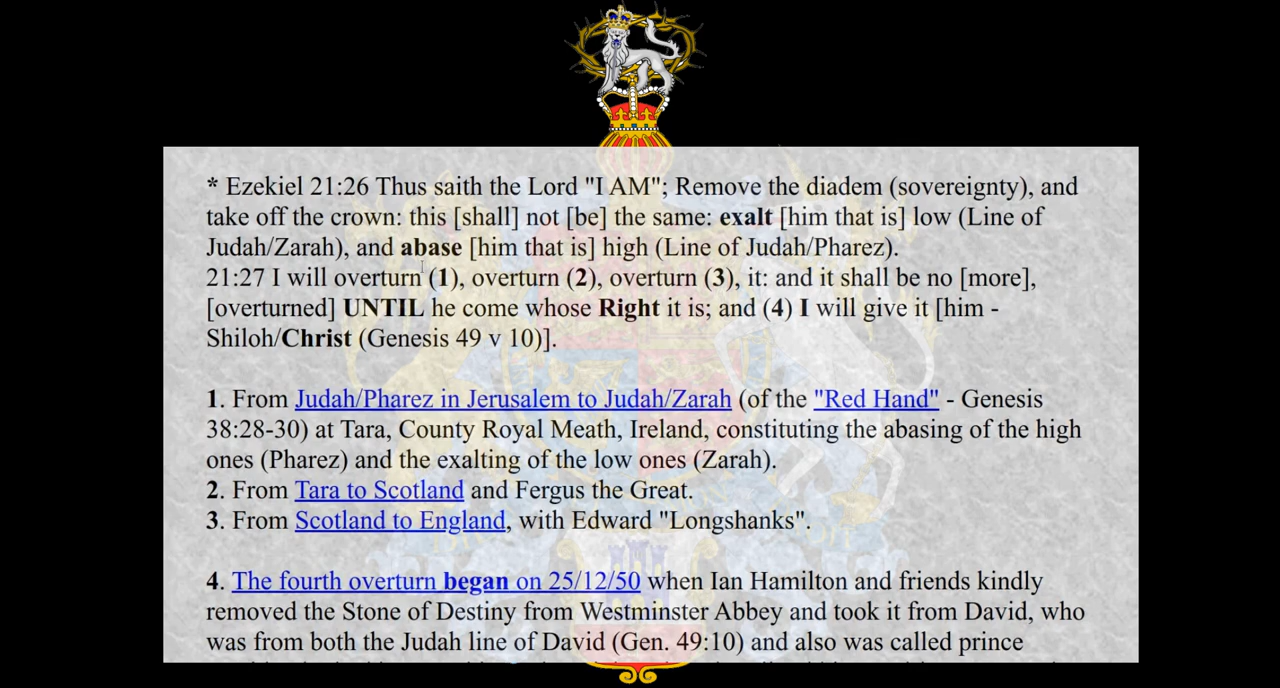 * Ezekiel 21:26 Thus saith the Lord "I AM"; Remove the diadem (sovereignty), and
take off the crown: this [shall] not [be] the same: exalt [him that is] low (Line of
Judah/Zarah), and abase [him that is] high (Line of Judah/Pharez).
21:27 I will overturn (1), overturn (2), overturn (3), it: and it shall be no [more],
[overturned] UNTIL he come whose Right it is; and (4) I will give it [him -
Shiloh/Christ (Genesis 49 v 10)].
1. From Judah/Pharez in Jerusalem to Judah/Zarah (of the "Red Hand" - Genesis
38:28-30) at Tara, County Royal Meath, Ireland, constituting the abasing of the high
ones (Pharez) and the exalting of the low ones (Zarah).
2. From Tara to Scotland and Fergus the Great.
3. From Scotland to England, with Edward "Longshanks".
4. The fourth overturn began on 25/12/50 when Ian Hamilton and friends kindly
removed the Stone of Destiny from Westminster Abbey and took it from David, who
was from both the Judah line of David (Gen. 49:10) and also was called prince